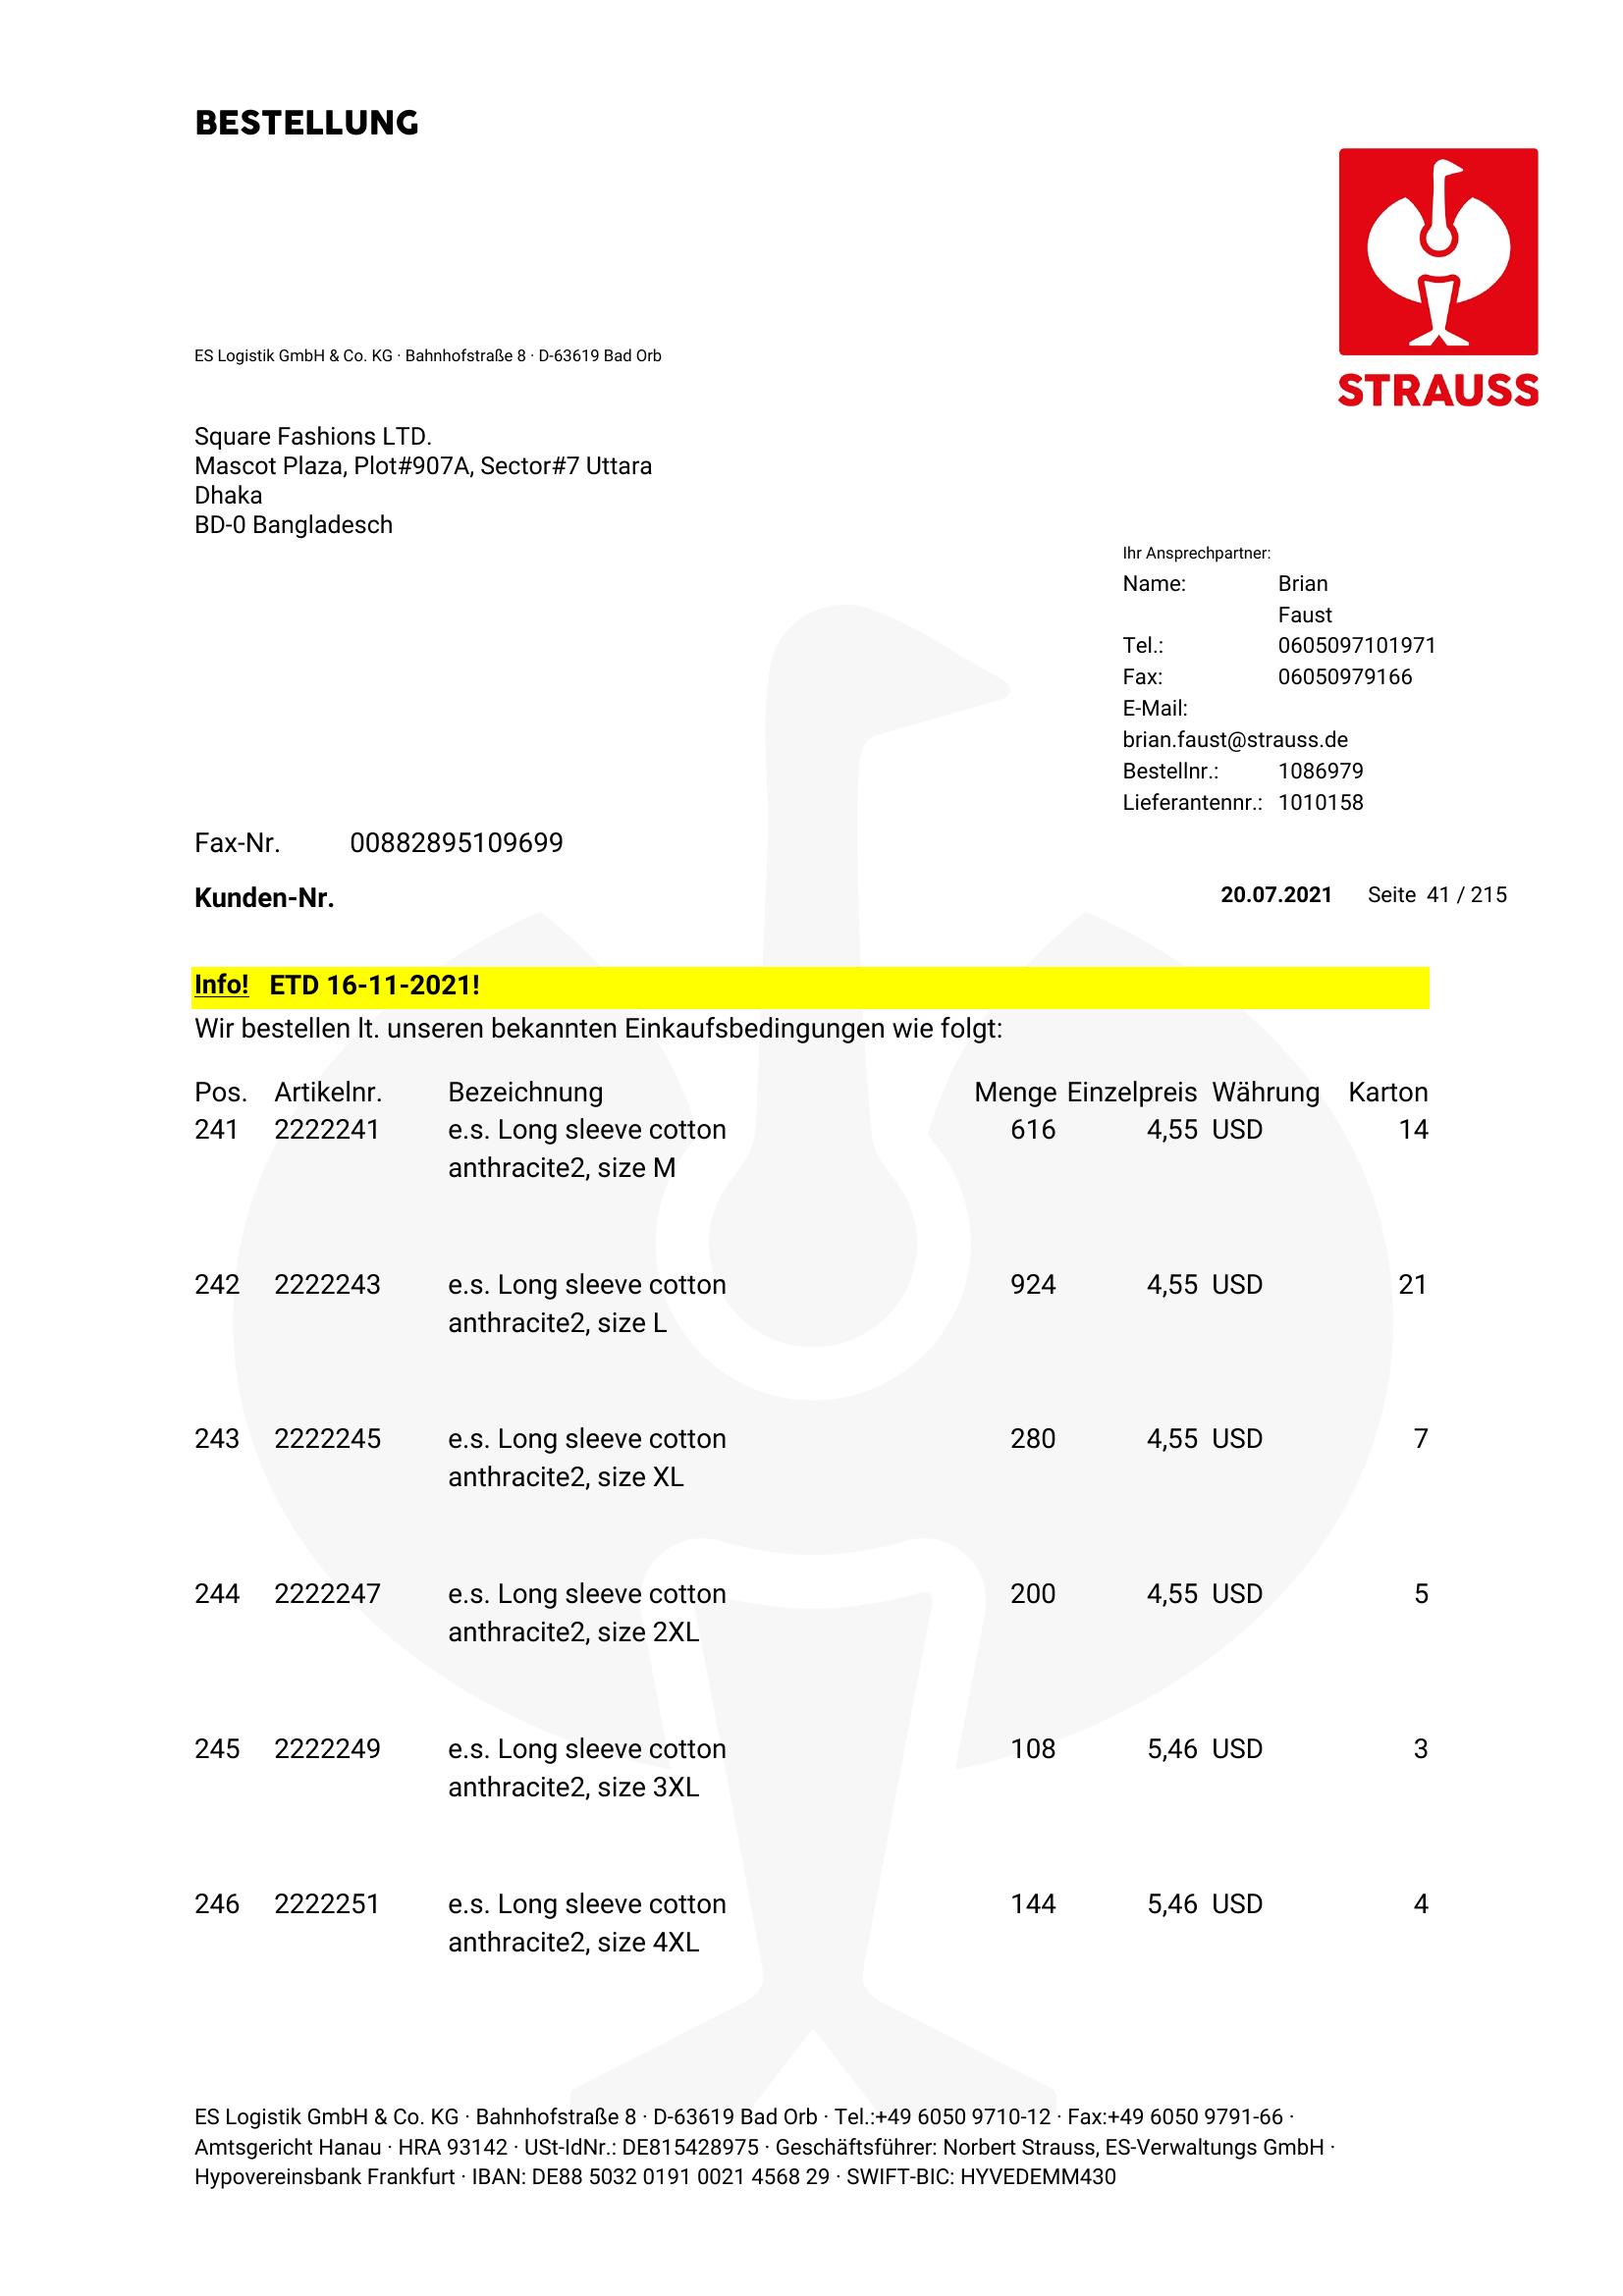 BESTELLUNG
STRAUSS
ES Logistik GmbH & Co. KG · Bahnhofstraße 8 · D-63619 Bad Orb
Square Fashions LTD.
Mascot Plaza, Plot#907A, Sector#7 Uttara
Dhaka
BD-0 Bangladesch
Ihr Ansprechpartner:
Name: Brian
Faust
Tel.: 0605097101971
Fax: 06050979166
E-Mail:
brian.faust@strauss.de
Bestellnr.: 1086979
Lieferantennr.: 1010158
Fax-Nr. 00882895109699
Kunden-Nr. 20.07.2021 Seite 41 / 215
Info! ETD 16-11-2021!
Wir bestellen lt. unseren bekannten Einkaufsbedingungen wie folgt:
Pos. Artikelnr. Bezeichnung Menge Einzelpreis Währung Karton
241 2222241 e.s. Long sleeve cotton 616 4,55 USD 14
anthracite2, size M
242 2222243 e.s. Long sleeve cotton 924 4,55 USD 21
anthracite2, size L
243 2222245 e.s. Long sleeve cotton 280 4,55 USD 7
anthracite2, size XL
244 2222247 e.s. Long sleeve cotton 200 4,55 USD 5
anthracite2, size 2XL
245 2222249 e.s. Long sleeve cotton 108 5,46 USD 3
anthracite2, size 3XL
246 2222251 e.s. Long sleeve cotton 144 5,46 USD 4
anthracite2, size 4XL
ES Logistik GmbH & Co. KG · Bahnhofstraße 8 · D-63619 Bad Orb · Tel.:+49 6050 9710-12 · Fax:+49 6050 9791-66 ·
Amtsgericht Hanau · HRA 93142 · USt-IdNr.: DE815428975 · Geschäftsführer: Norbert Strauss, ES-Verwaltungs GmbH ·
Hypovereinsbank Frankfurt · IBAN: DE88 5032 0191 0021 4568 29 · SWIFT-BIC: HYVEDEMM430